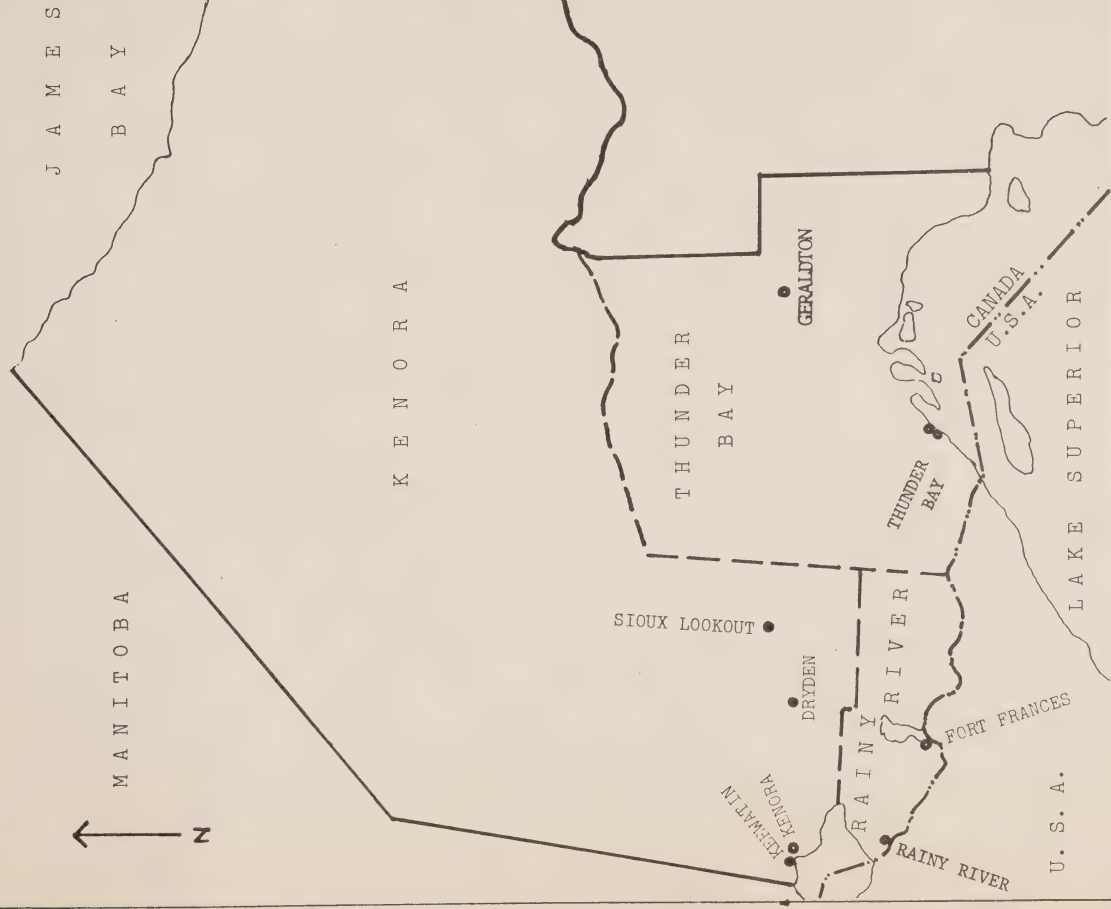 JAMES
BAY
MANITOBA
N
KENORA
THUNDER
BAY
GERALDTON
CANADA
U.S.A.
THUNDER
BAY
LAKE SUPERIOR
SIOUX LOOKOUT
DRYDEN
KEEWATIN
KENORA
RAINY RIVER
FORT FRANCES
RAINY RIVER
U.S.A.